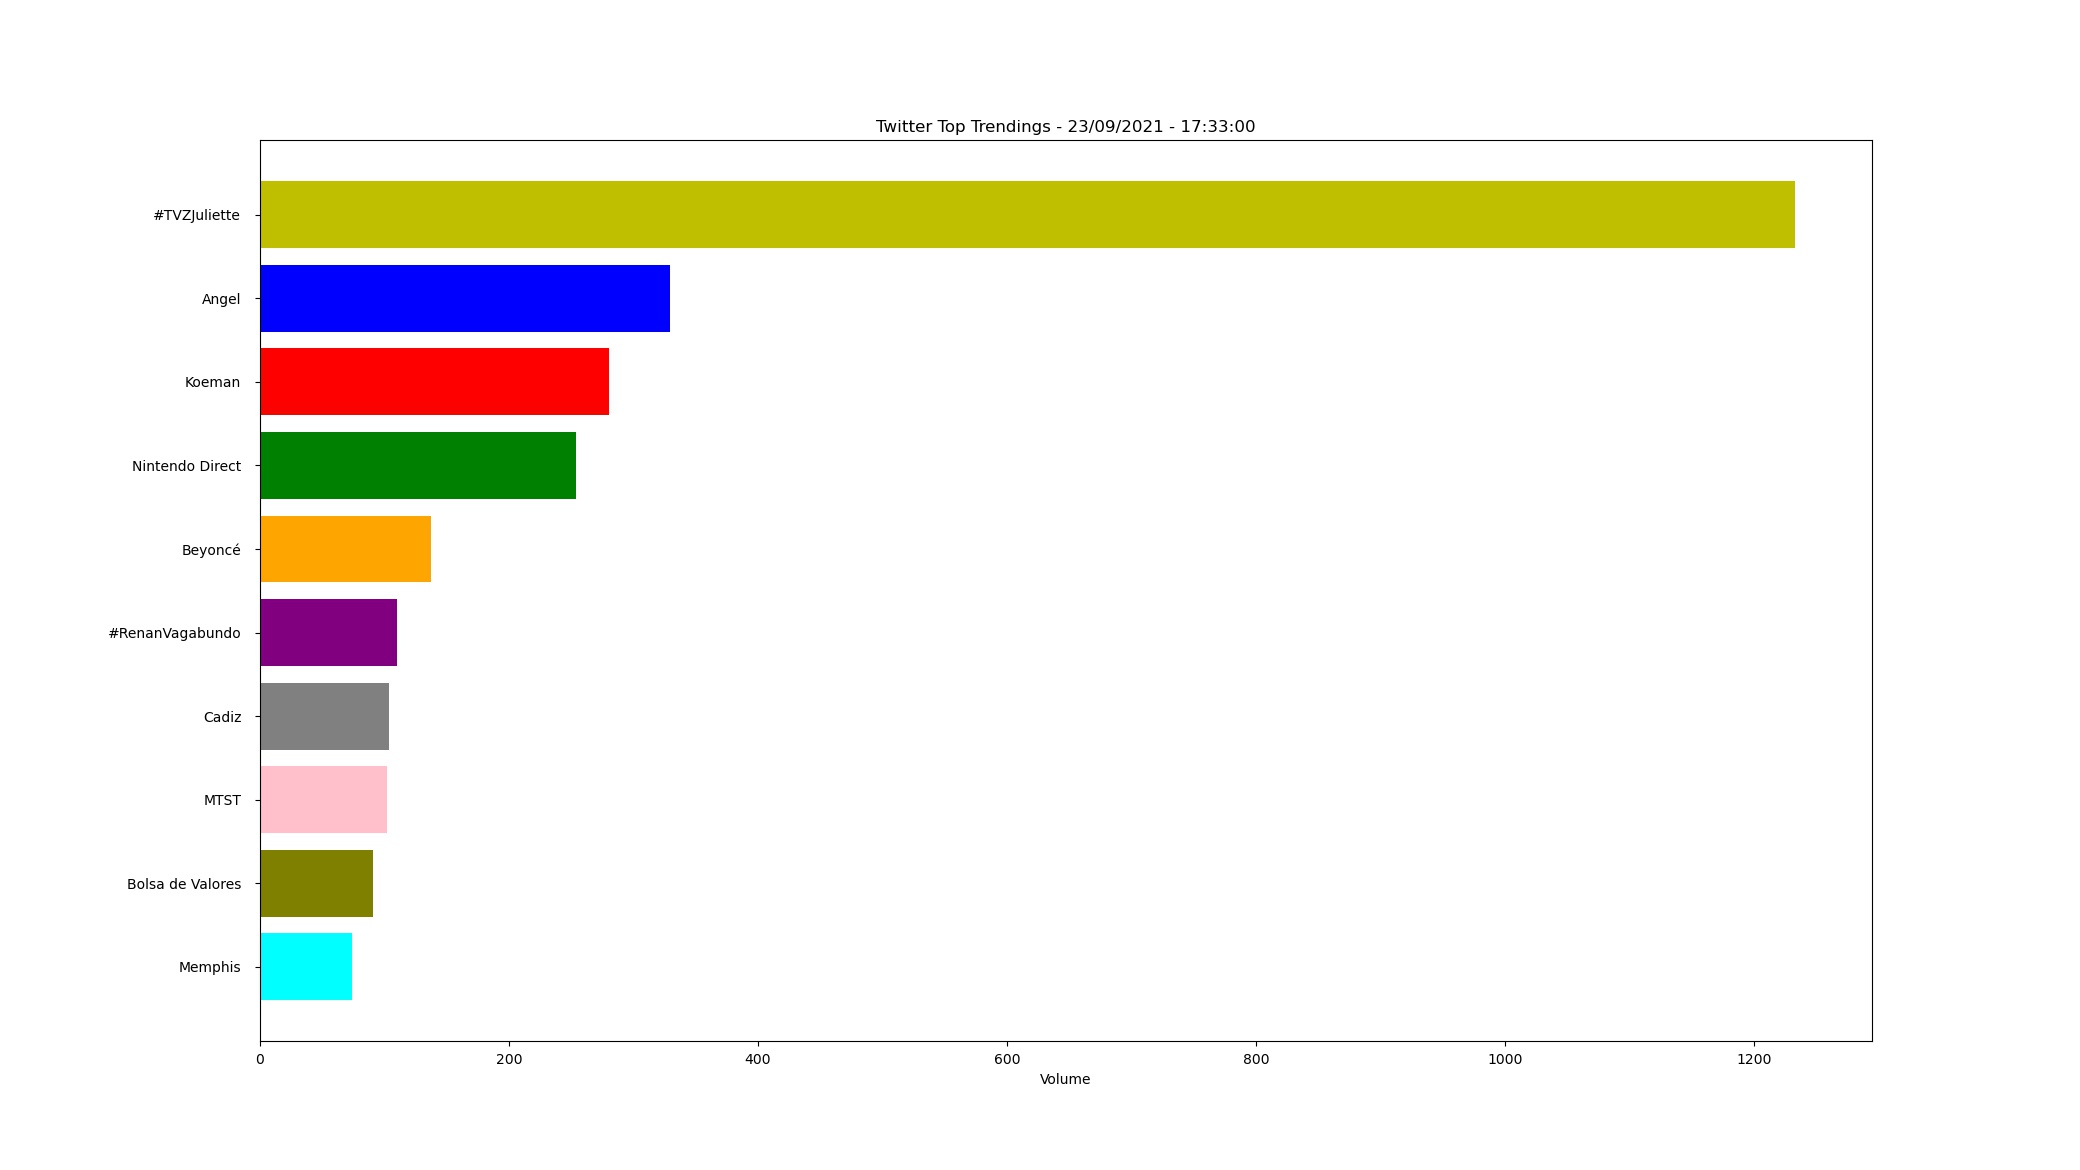 Twitter Top Trendings - 23/09/2021 - 17:33:00
#TVZJuliette
Angel
Koeman
Nintendo Direct
Beyoncé
#RenanVagabundo
Cadiz
MTST
Bolsa de Valores
Memphis
0 200 400 600 800 1000 1200
Volume